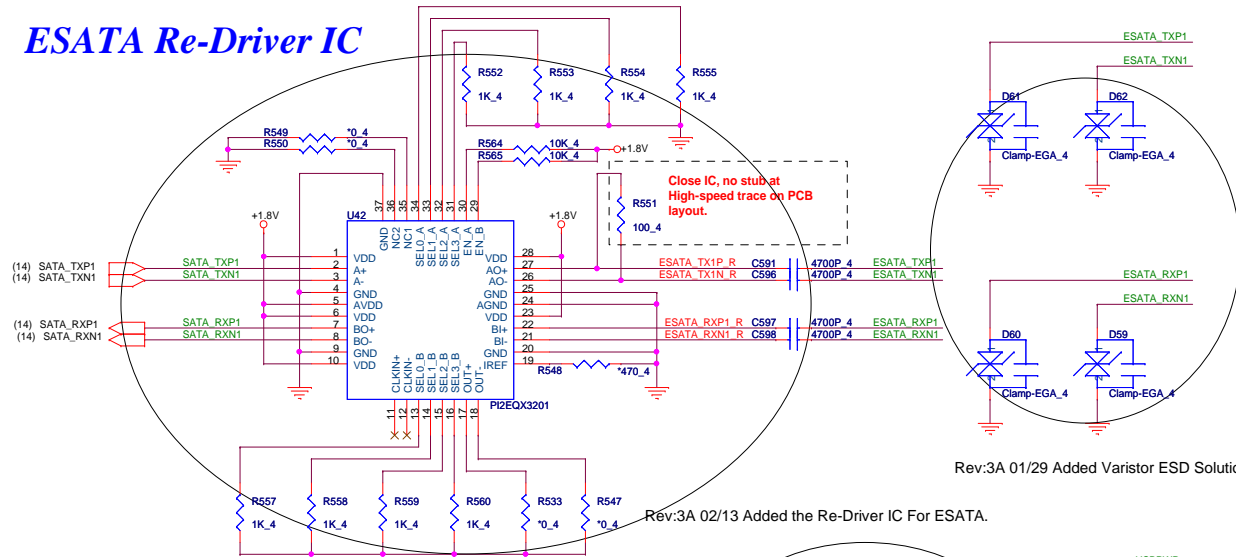 ESATA Re-Driver IC
ESATA_TXP1
ESATA_TXN1
R552
1K_4
R553
1K_4
R554
1K_4
R555
1K_4
D61
Clamp-EGA_4
D62
Clamp-EGA_4
R549
*0_4
R550
*0_4
R564
10K_4
R565
10K_4
+1.8V
Close IC, no stub at
High-speed trace on PCB
layout.
R551
100_4
37
36
35
34
33
32
31
30
29
U42
GND
NC2
NC1
SEL0_A
SEL1_A
SEL2_A
SEL3_A
EN_A
EN_B
+1.8V
+1.8V
1 VDD
VDD 28
(14) SATA_TXP1 SATA_TXP1 2 A+
AO+ 27 ESATA_TX1P_R C591 4700P_4 ESATA_TXP1
(14) SATA_TXN1 SATA_TXN1 3 A-
AO- 26 ESATA_TX1N_R C596 4700P_4 ESATA_TXN1
4 GND
GND 25
5 AVDD
AGND 24
6 VDD
VDD 23
(14) SATA_RXP1 SATA_RXP1 7 BO+
BI+ 22 ESATA_RXP1_R C597 4700P_4 ESATA_RXP1
(14) SATA_RXN1 SATA_RXN1 8 BO-
BI- 21 ESATA_RXN1_R C598 4700P_4 ESATA_RXN1
9 GND
GND 20
10 VDD
IREF 19
R548
*470_4
CLKIN+
CLKIN-
SEL0_B
SEL1_B
SEL2_B
SEL3_B
OUT+
OUT-
PI2EQX3201
11
12
13
14
15
16
17
18
ESATA_RXP1
ESATA_RXN1
D60
Clamp-EGA_4
D59
Clamp-EGA_4
Rev:3A 01/29 Added Varistor ESD
R557
1K_4
R558
1K_4
R559
1K_4
R560
1K_4
R533
*0_4
R547
*0_4
Rev:3A 02/13 Added the Re-Driver IC For ESATA.